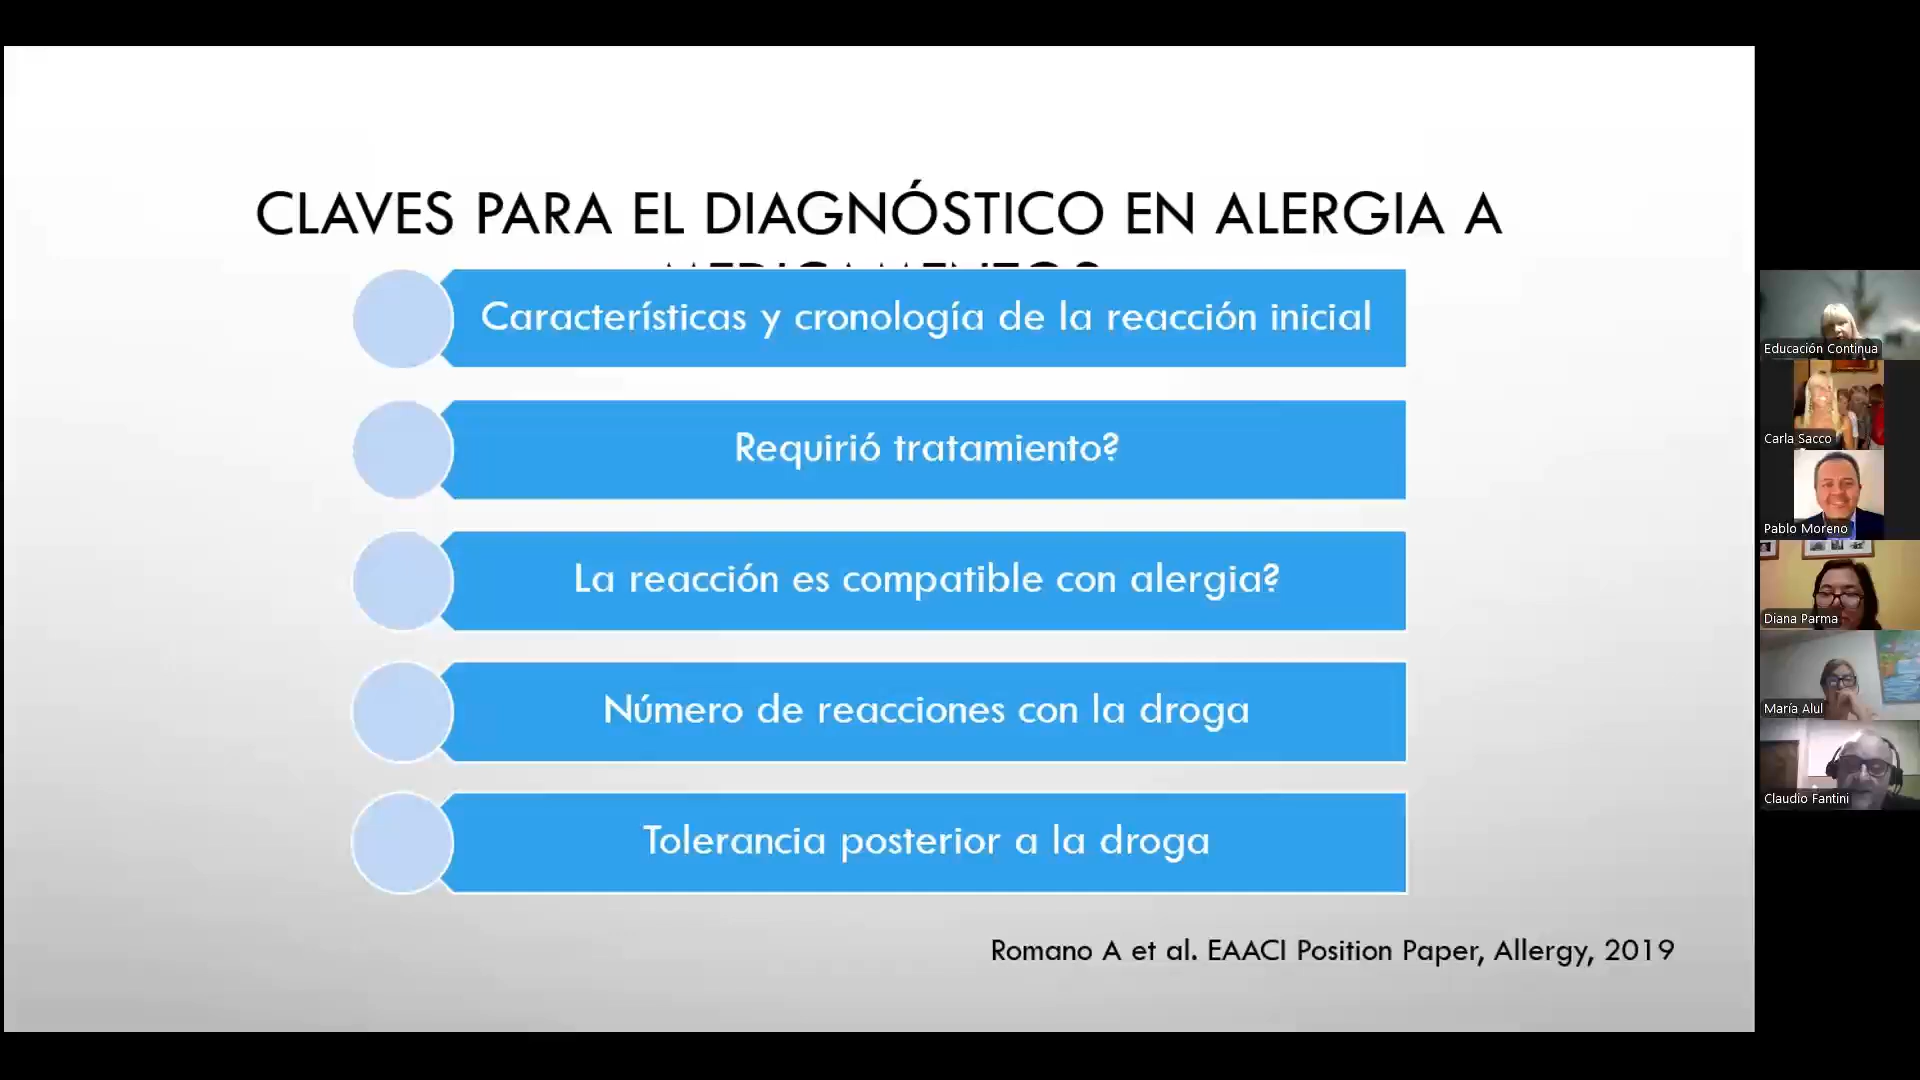 CLAVES PARA EL DIAGNÓSTICO EN ALERGIA A
Características y cronología de la reacción inicial
Requirió tratamiento?
La reacción es compatible con alergia?
Número de reacciones con la droga
Tolerancia posterior a la droga
Romano A et al. EAACI Position Paper, Allergy, 2019
Educación Continua
Carla Sacco
Pablo Moreno
Diana Parma
María Alul
Claudio Fantini